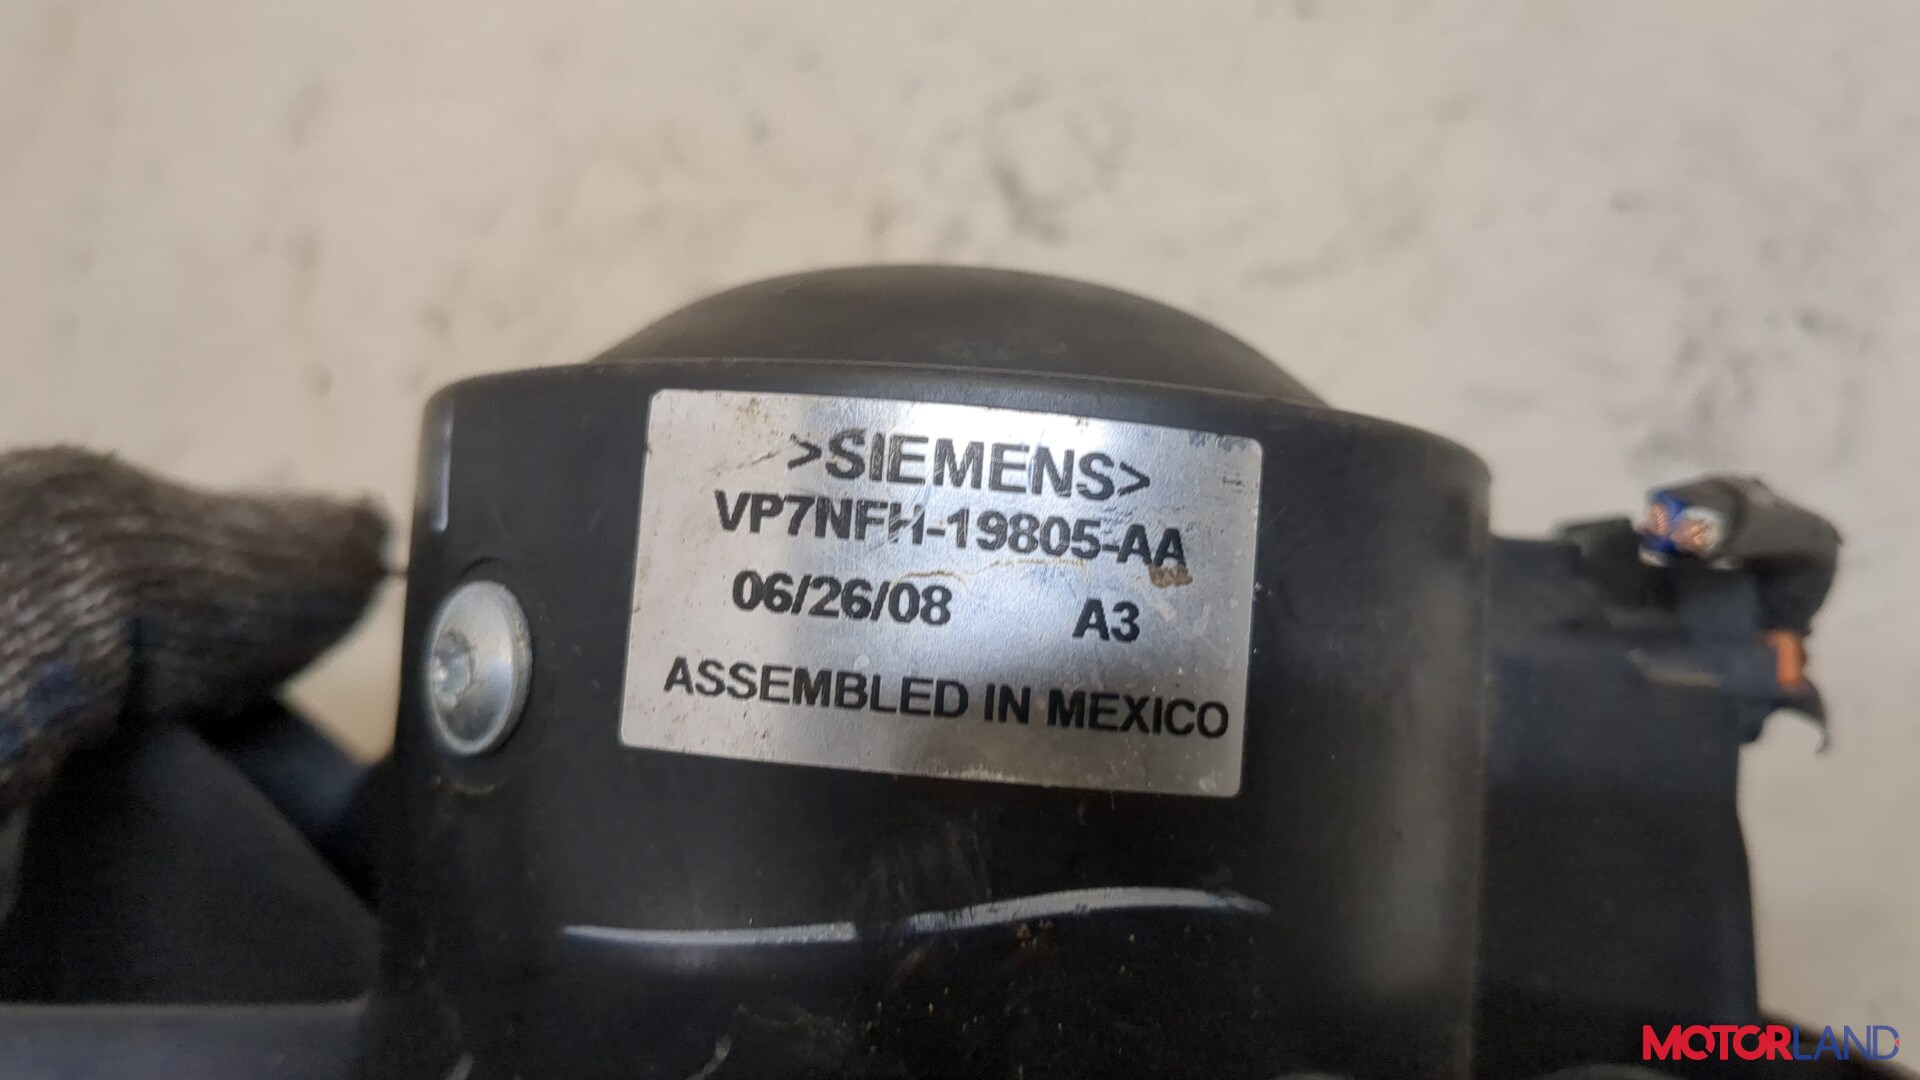 >SIEMENS>
VP7NFH-19805-AA
06/26/08 A3
ASSEMBLED IN MEXICO
MOTORLAND